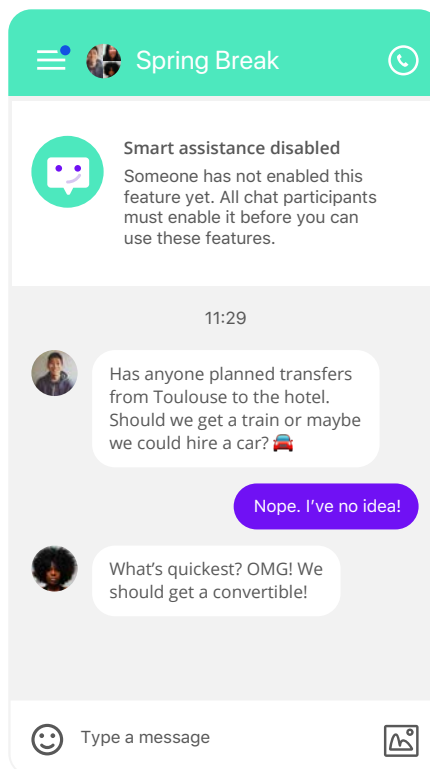 Spring Break
Smart assistance disabled
Someone has not enabled this
feature yet. All chat participants
must enable it before you can
use these features.
11:29
Has anyone planned transfers
from Toulouse to the hotel.
Should we get a train or maybe
we could hire a car? 🚘
Nope. I’ve no idea!
What’s quickest? OMG! We
should get a convertible!
Type a message